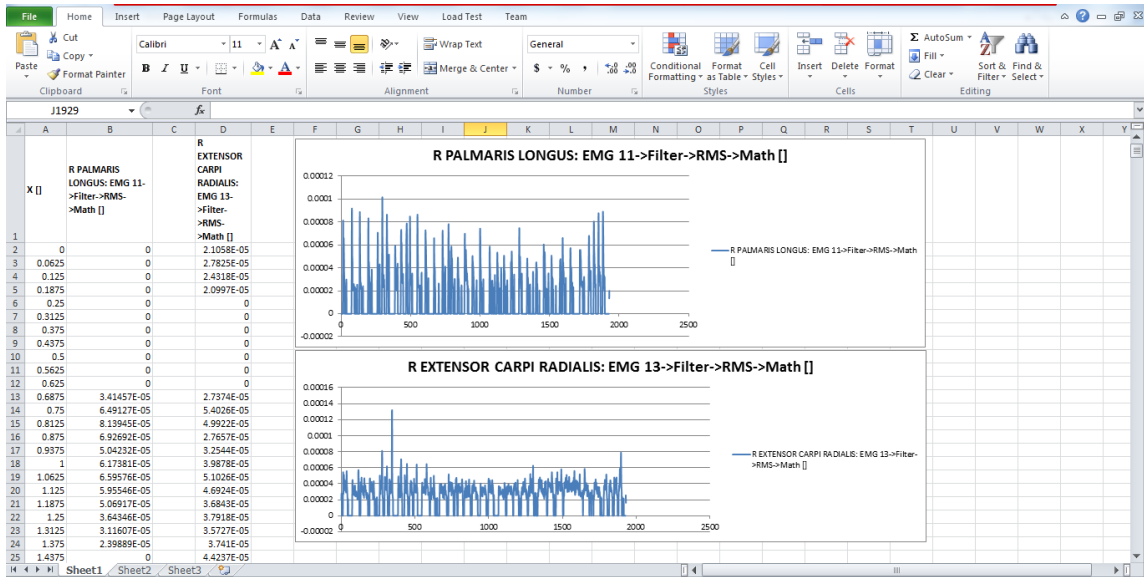 File Home Insert Page Layout Formulas Data Review View Load Test Team
Cut
Copy
Format Painter
Paste
Calibri 11 A A
B I U A
Wrap Text
Merge & Center
General
$ % ,
Conditional Formatting Format as Table Cell Styles
Insert Delete Format
Σ AutoSum
Fill
Clear
Sort & Filter Find & Select
Clipboard Font Alignment Number Styles Cells Editing
J1929 fx
A B C D E F G H I J K L M N O P Q R S T U V W X Y
1 X [] R PALMARIS LONGUS: EMG 11->Filter->RMS->Math [] R EXTENSOR CARPI RADIALIS: EMG 13->Filter->RMS->Math []
2 0 0 2.1058E-05
3 0.0625 0 2.7825E-05
4 0.125 0 2.4318E-05
5 0.1875 0 2.0997E-05
6 0.25 0 0
7 0.3125 0 0
8 0.375 0 0
9 0.4375 0 0
10 0.5 0 0
11 0.5625 0 0
12 0.625 0 0
13 0.6875 3.41457E-05 2.7374E-05
14 0.75 6.49127E-05 5.4026E-05
15 0.8125 8.13945E-05 4.9922E-05
16 0.875 6.92692E-05 2.7657E-05
17 0.9375 5.04232E-05 3.2544E-05
18 1 6.17381E-05 3.9878E-05
19 1.0625 6.59576E-05 5.1026E-05
20 1.125 5.95546E-05 4.6924E-05
21 1.1875 5.06917E-05 3.6843E-05
22 1.25 3.64346E-05 3.7918E-05
23 1.3125 3.11607E-05 3.5727E-05
24 1.375 2.39889E-05 3.741E-05
25 1.4375 0 4.4237E-05
R PALMARIS LONGUS: EMG 11->Filter->RMS->Math []
0.00012
0.0001
0.00008
0.00006
0.00004
0.00002
0
-0.00002
0 500 1000 1500 2000 2500
R PALMARIS LONGUS: EMG 11->Filter->RMS->Math
[]
R EXTENSOR CARPI RADIALIS: EMG 13->Filter->RMS->Math []
0.00016
0.00014
0.00012
0.0001
0.00008
0.00006
0.00004
0.00002
0
-0.00002
0 500 1000 1500 2000 2500
R EXTENSOR CARPI RADIALIS: EMG 13->Filter-
>RMS->Math []
Sheet1 Sheet2 Sheet3